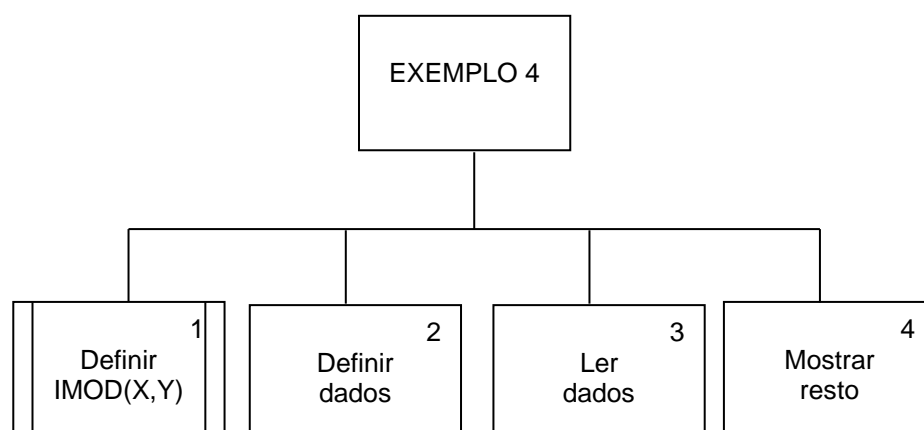 EXEMPLO 4
1
Definir
IMOD(X,Y)
2
Definir
dados
3
Ler
dados
4
Mostrar
resto